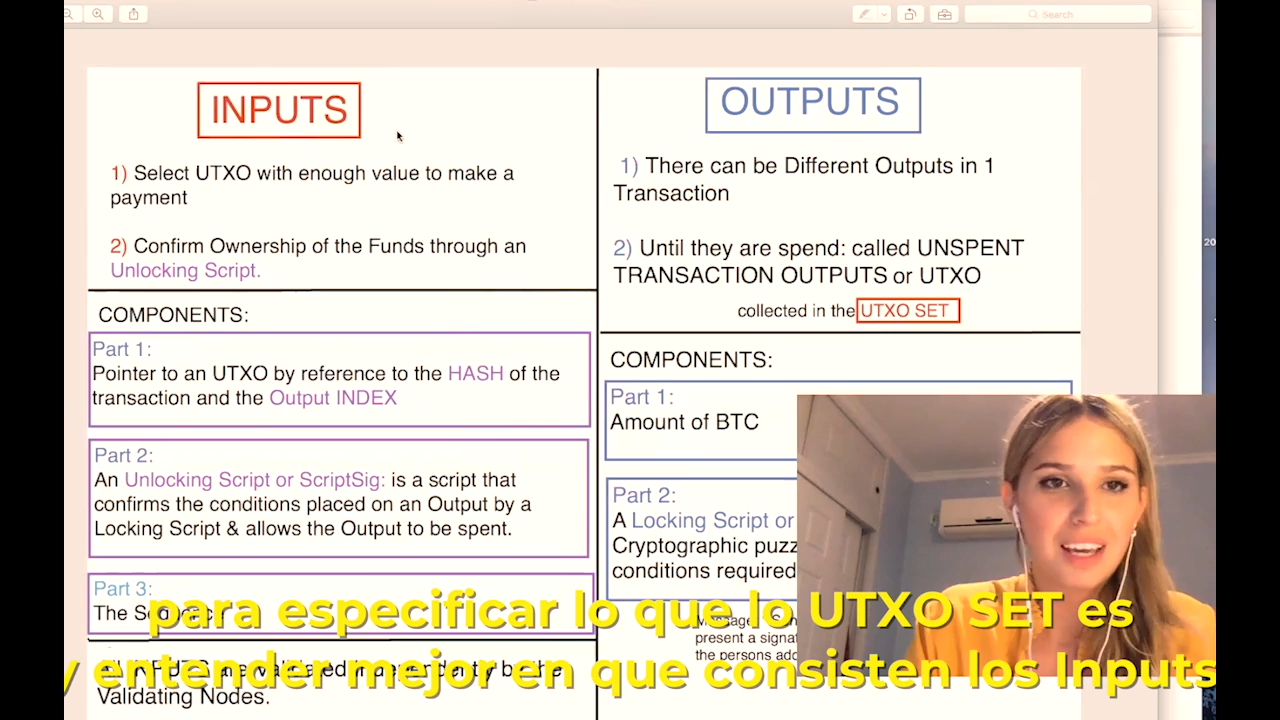 Search
INPUTS
1) Select UTXO with enough value to make a
payment
2) Confirm Ownership of the Funds through an
Unlocking Script.
COMPONENTS:
Part 1:
Pointer to an UTXO by reference to the HASH of the
transaction and the Output INDEX
Part 2:
An Unlocking Script or ScriptSig: is a script that
confirms the conditions placed on an Output by a
Locking Script & allows the Output to be spent.
Part 3:
The
Validating Nodes.
OUTPUTS
1) There can be Different Outputs in 1
Transaction
2) Until they are spend: called UNSPENT
TRANSACTION OUTPUTS or UTXO
collected in the UTXO SET
COMPONENTS:
Part 1:
Amount of BTC
Part 2:
A Locking Script or
Cryptographic
conditions required
present a
the persons
20
para especificar lo que lo UTXO SET es
y entender mejor en que consisten los Inputs